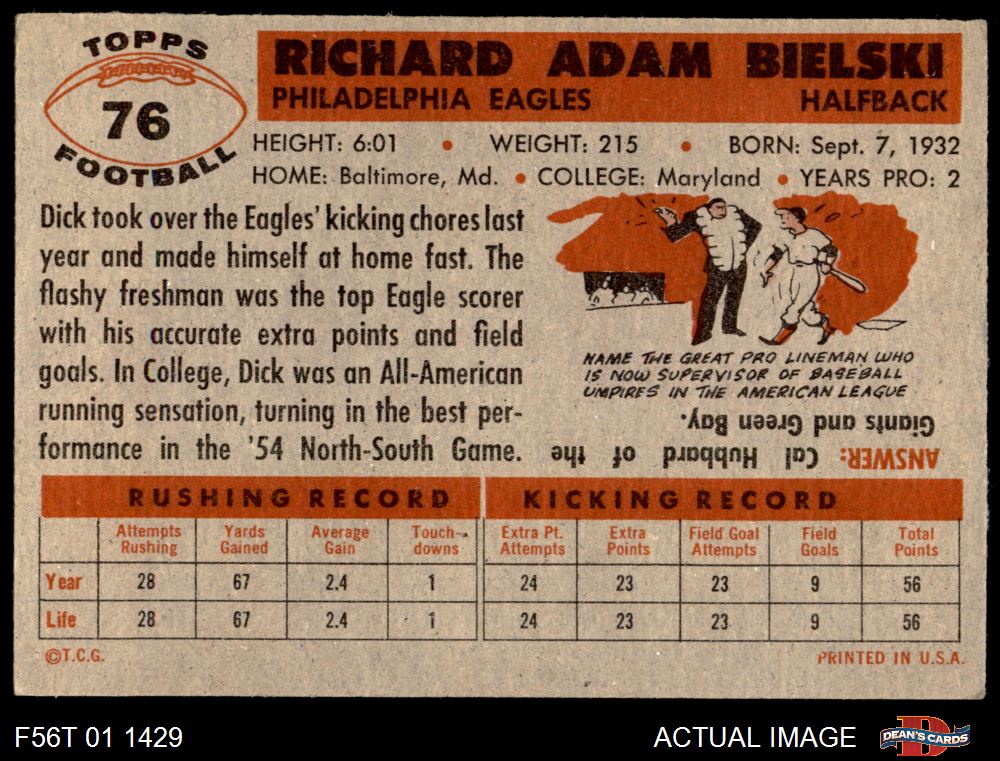 TOPPS
76
FOOTBALL
RICHARD ADAM BIELSKI
PHILADELPHIA EAGLES HALFBACK
HEIGHT: 6:01 • WEIGHT: 215 • BORN: Sept. 7, 1932
HOME: Baltimore, Md. • COLLEGE: Maryland • YEARS PRO: 2
Dick took over the Eagles' kicking chores last
year and made himself at home fast. The
flashy freshman was the top Eagle scorer
with his accurate extra points and field
goals. In College, Dick was an All-American
running sensation, turning in the best per-
formance in the '54 North-South Game.
NAME THE GREAT PRO LINEMAN WHO
IS NOW SUPERVISOR OF BASEBALL
UMPIRES IN THE AMERICAN LEAGUE
ANSWER: Cal Hubbard of the
Giants and Green Bay.
RUSHING RECORD KICKING RECORD
Attempts Rushing Yards Gained Average Gain Touch-downs Extra Pt. Attempts Extra Points Field Goal Attempts Field Goals Total Points
Year 28 67 2.4 1 24 23 23 9 56
Life 28 67 2.4 1 24 23 23 9 56
©T.C.G. PRINTED IN U.S.A.
F56T 01 1429 ACTUAL IMAGE D DEAN'S CARDS